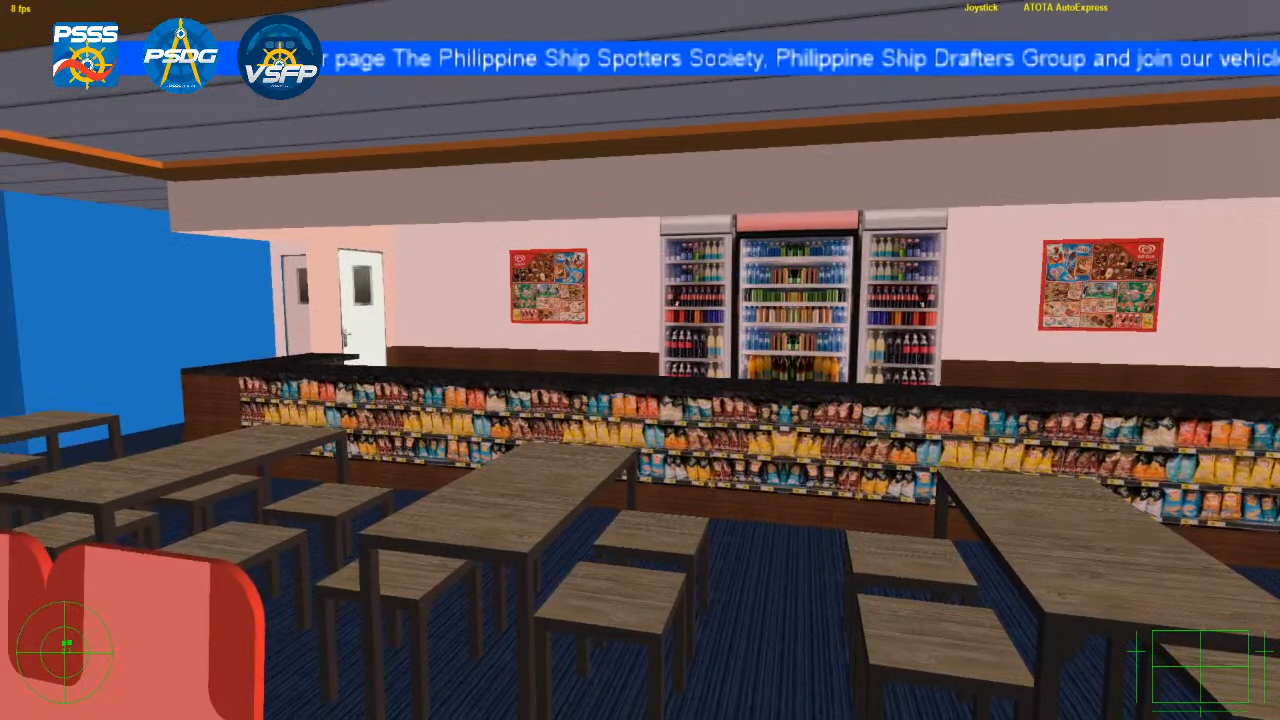 8 fps
Joystick ATOTA AutoExpress
PSSS
PSDG
VSFP
r page The Philippine Ship Spotters Society, Philippine Ship Drafters Group and join our vehicl